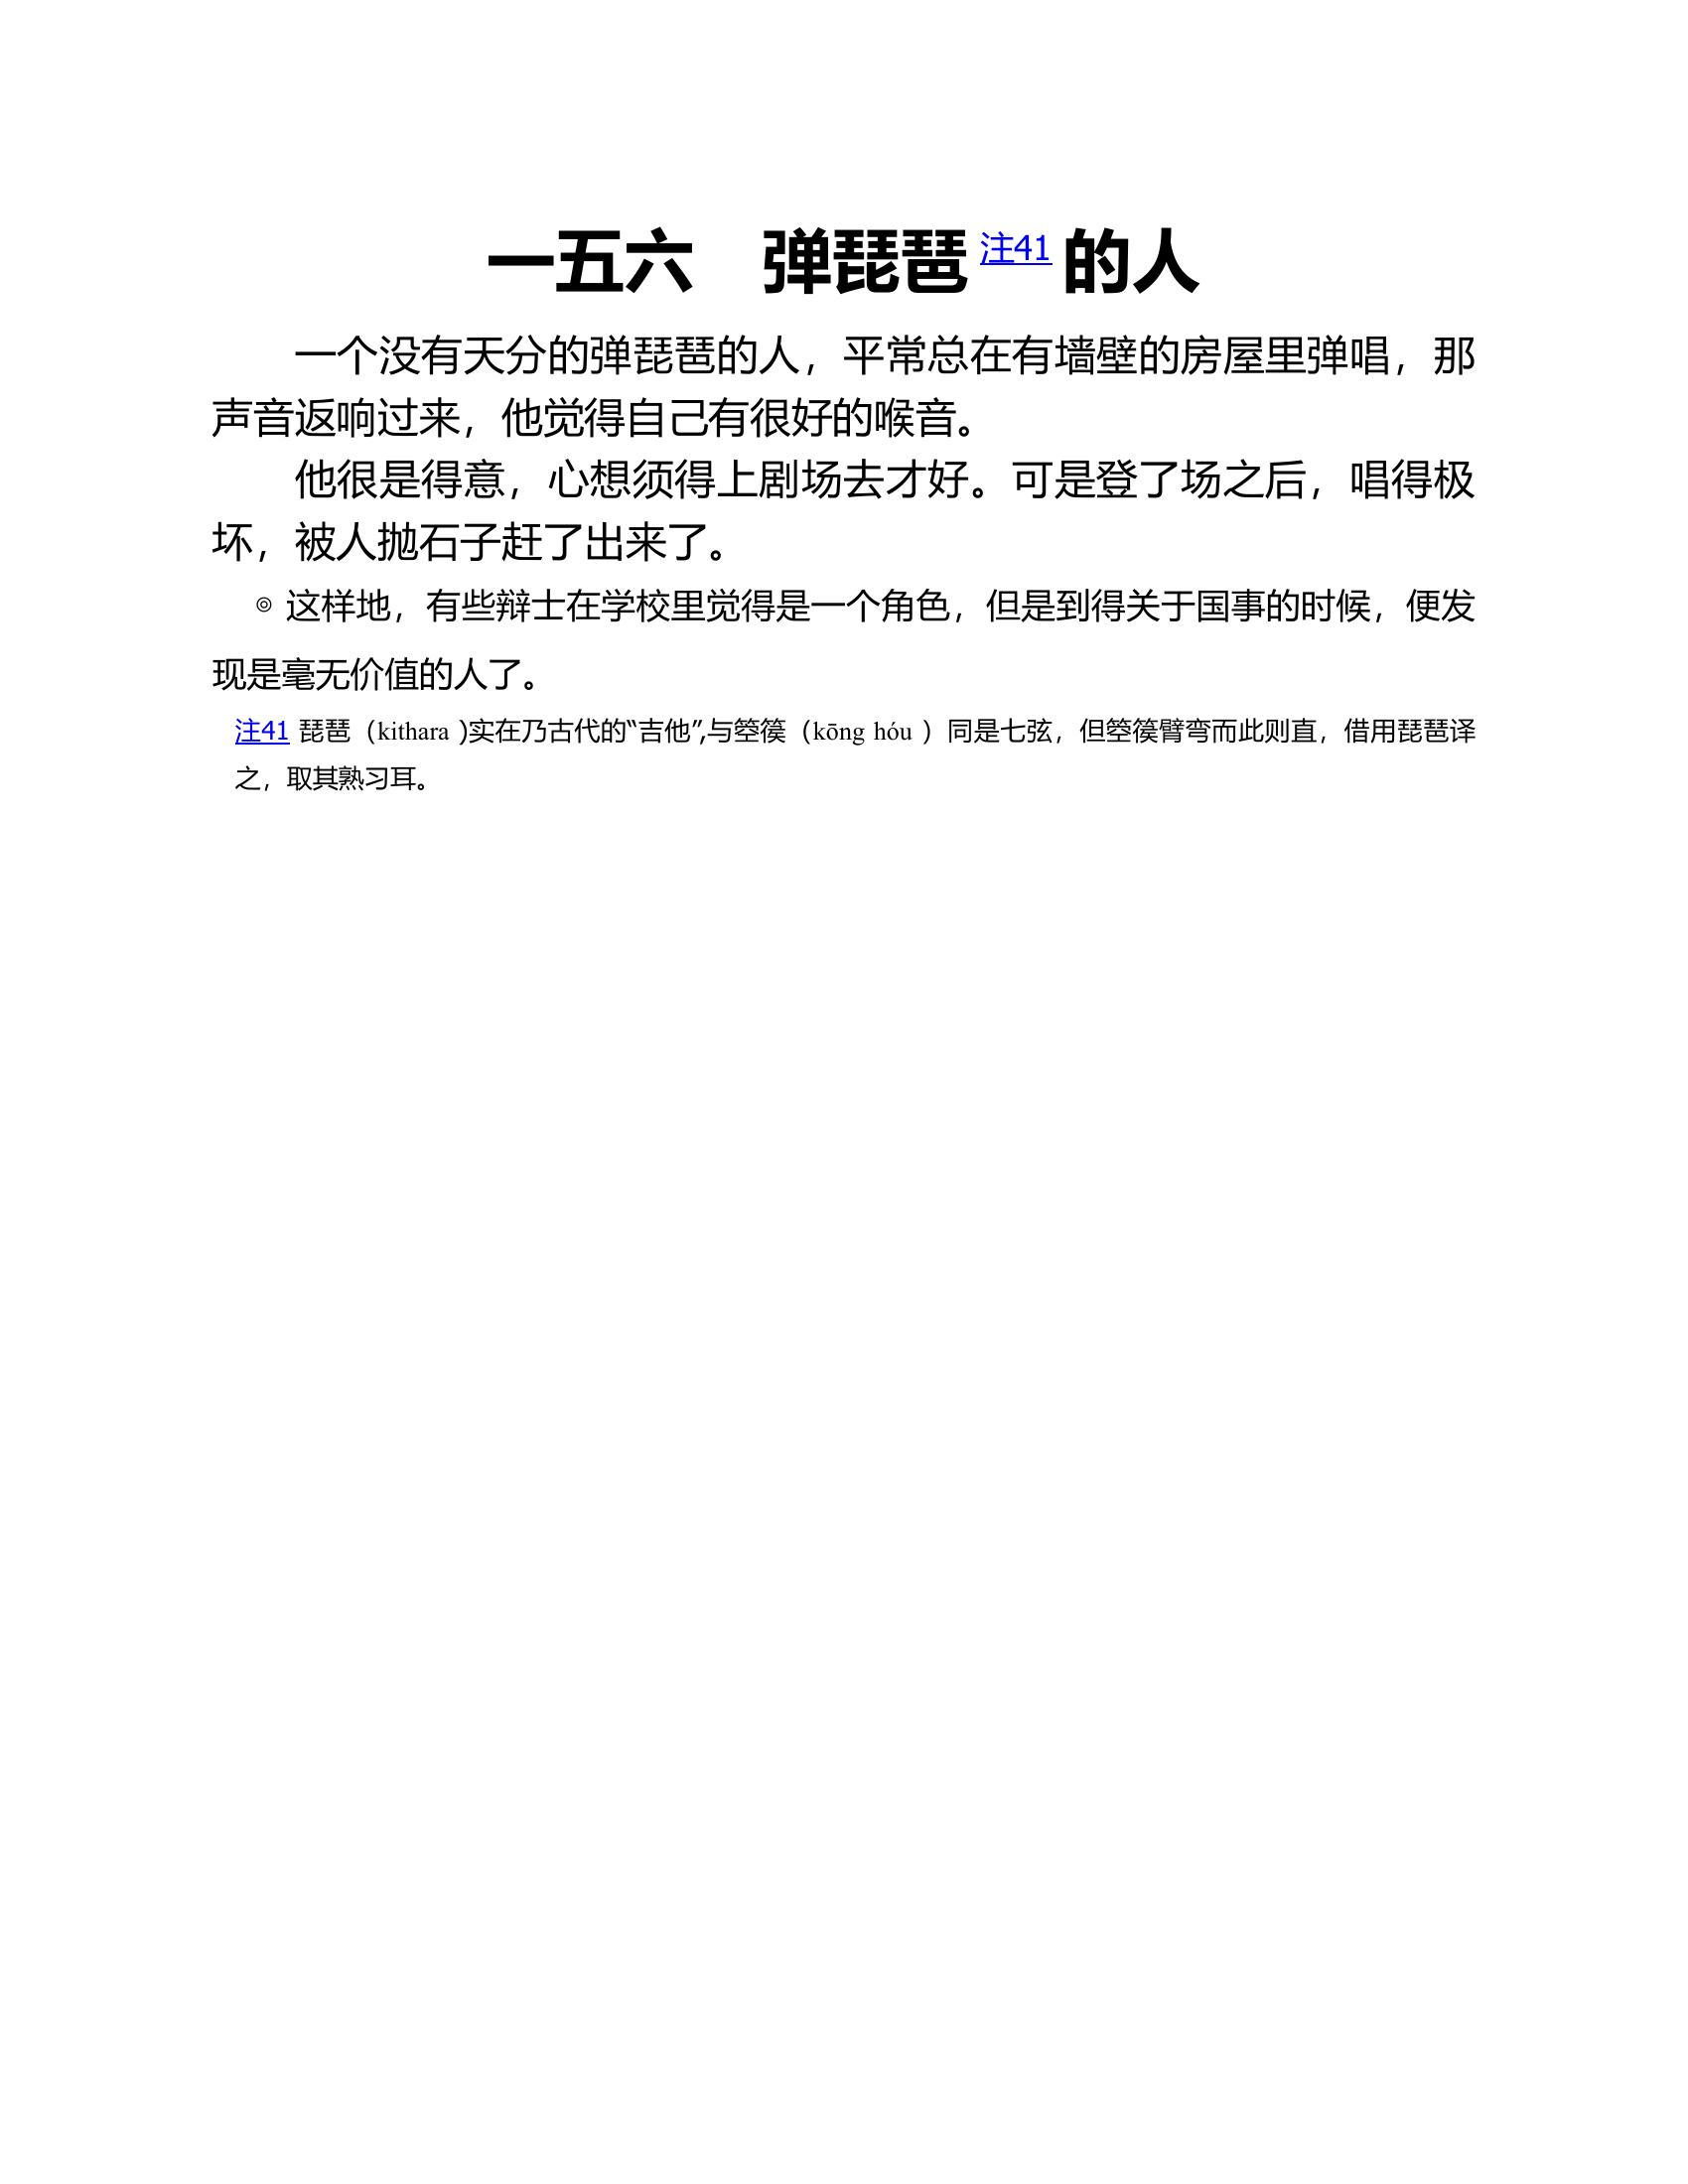 一五六　弹琵琶 注41 的人
一个没有天分的弹琵琶的人，平常总在有墙壁的房屋里弹唱，那
声音返响过来，他觉得自己有很好的喉音。
他很是得意，心想须得上剧场去才好。可是登了场之后，唱得极
坏，被人抛石子赶了出来了。
⊚ 这样地，有些辩士在学校里觉得是一个角色，但是到得关于国事的时候，便发
现是毫无价值的人了。
注41 琵琶（kithara )实在乃古代的“吉他”,与箜篌（kōng hóu ）同是七弦，但箜篌臂弯而此则直，借用琵琶译
之，取其熟习耳。